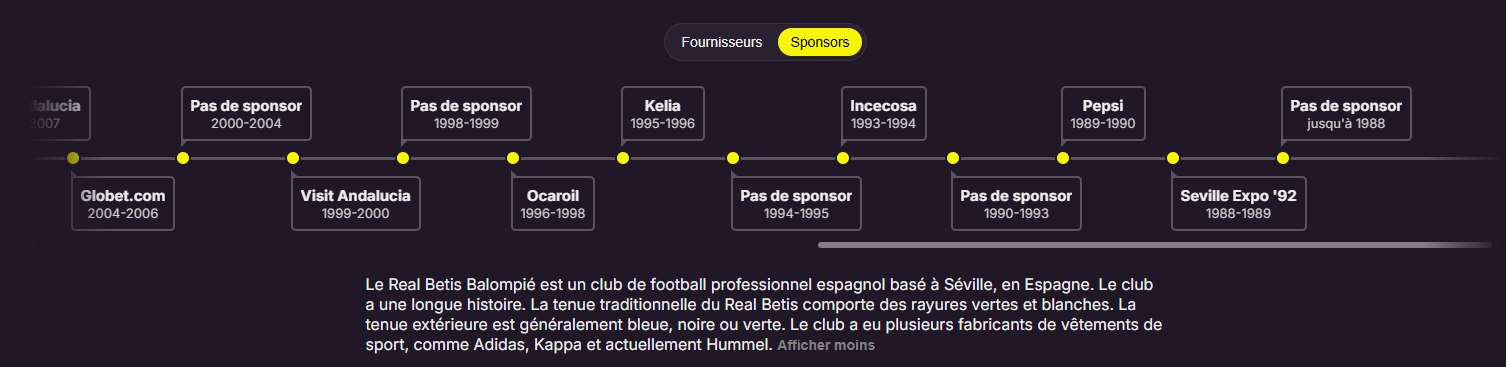 Fournisseurs Sponsors
dalucia
2007
Pas de sponsor
2000-2004
Pas de sponsor
1998-1999
Kelia
1995-1996
Incecosa
1993-1994
Pepsi
1989-1990
Pas de sponsor
jusqu'à 1988
Globet.com
2004-2006
Visit Andalucia
1999-2000
Ocaroil
1996-1998
Pas de sponsor
1994-1995
Pas de sponsor
1990-1993
Seville Expo '92
1988-1989
Le Real Betis Balompié est un club de football professionnel espagnol basé à Séville, en Espagne. Le club
a une longue histoire. La tenue traditionnelle du Real Betis comporte des rayures vertes et blanches. La
tenue extérieure est généralement bleue, noire ou verte. Le club a eu plusieurs fabricants de vêtements de
sport, comme Adidas, Kappa et actuellement Hummel. Afficher moins